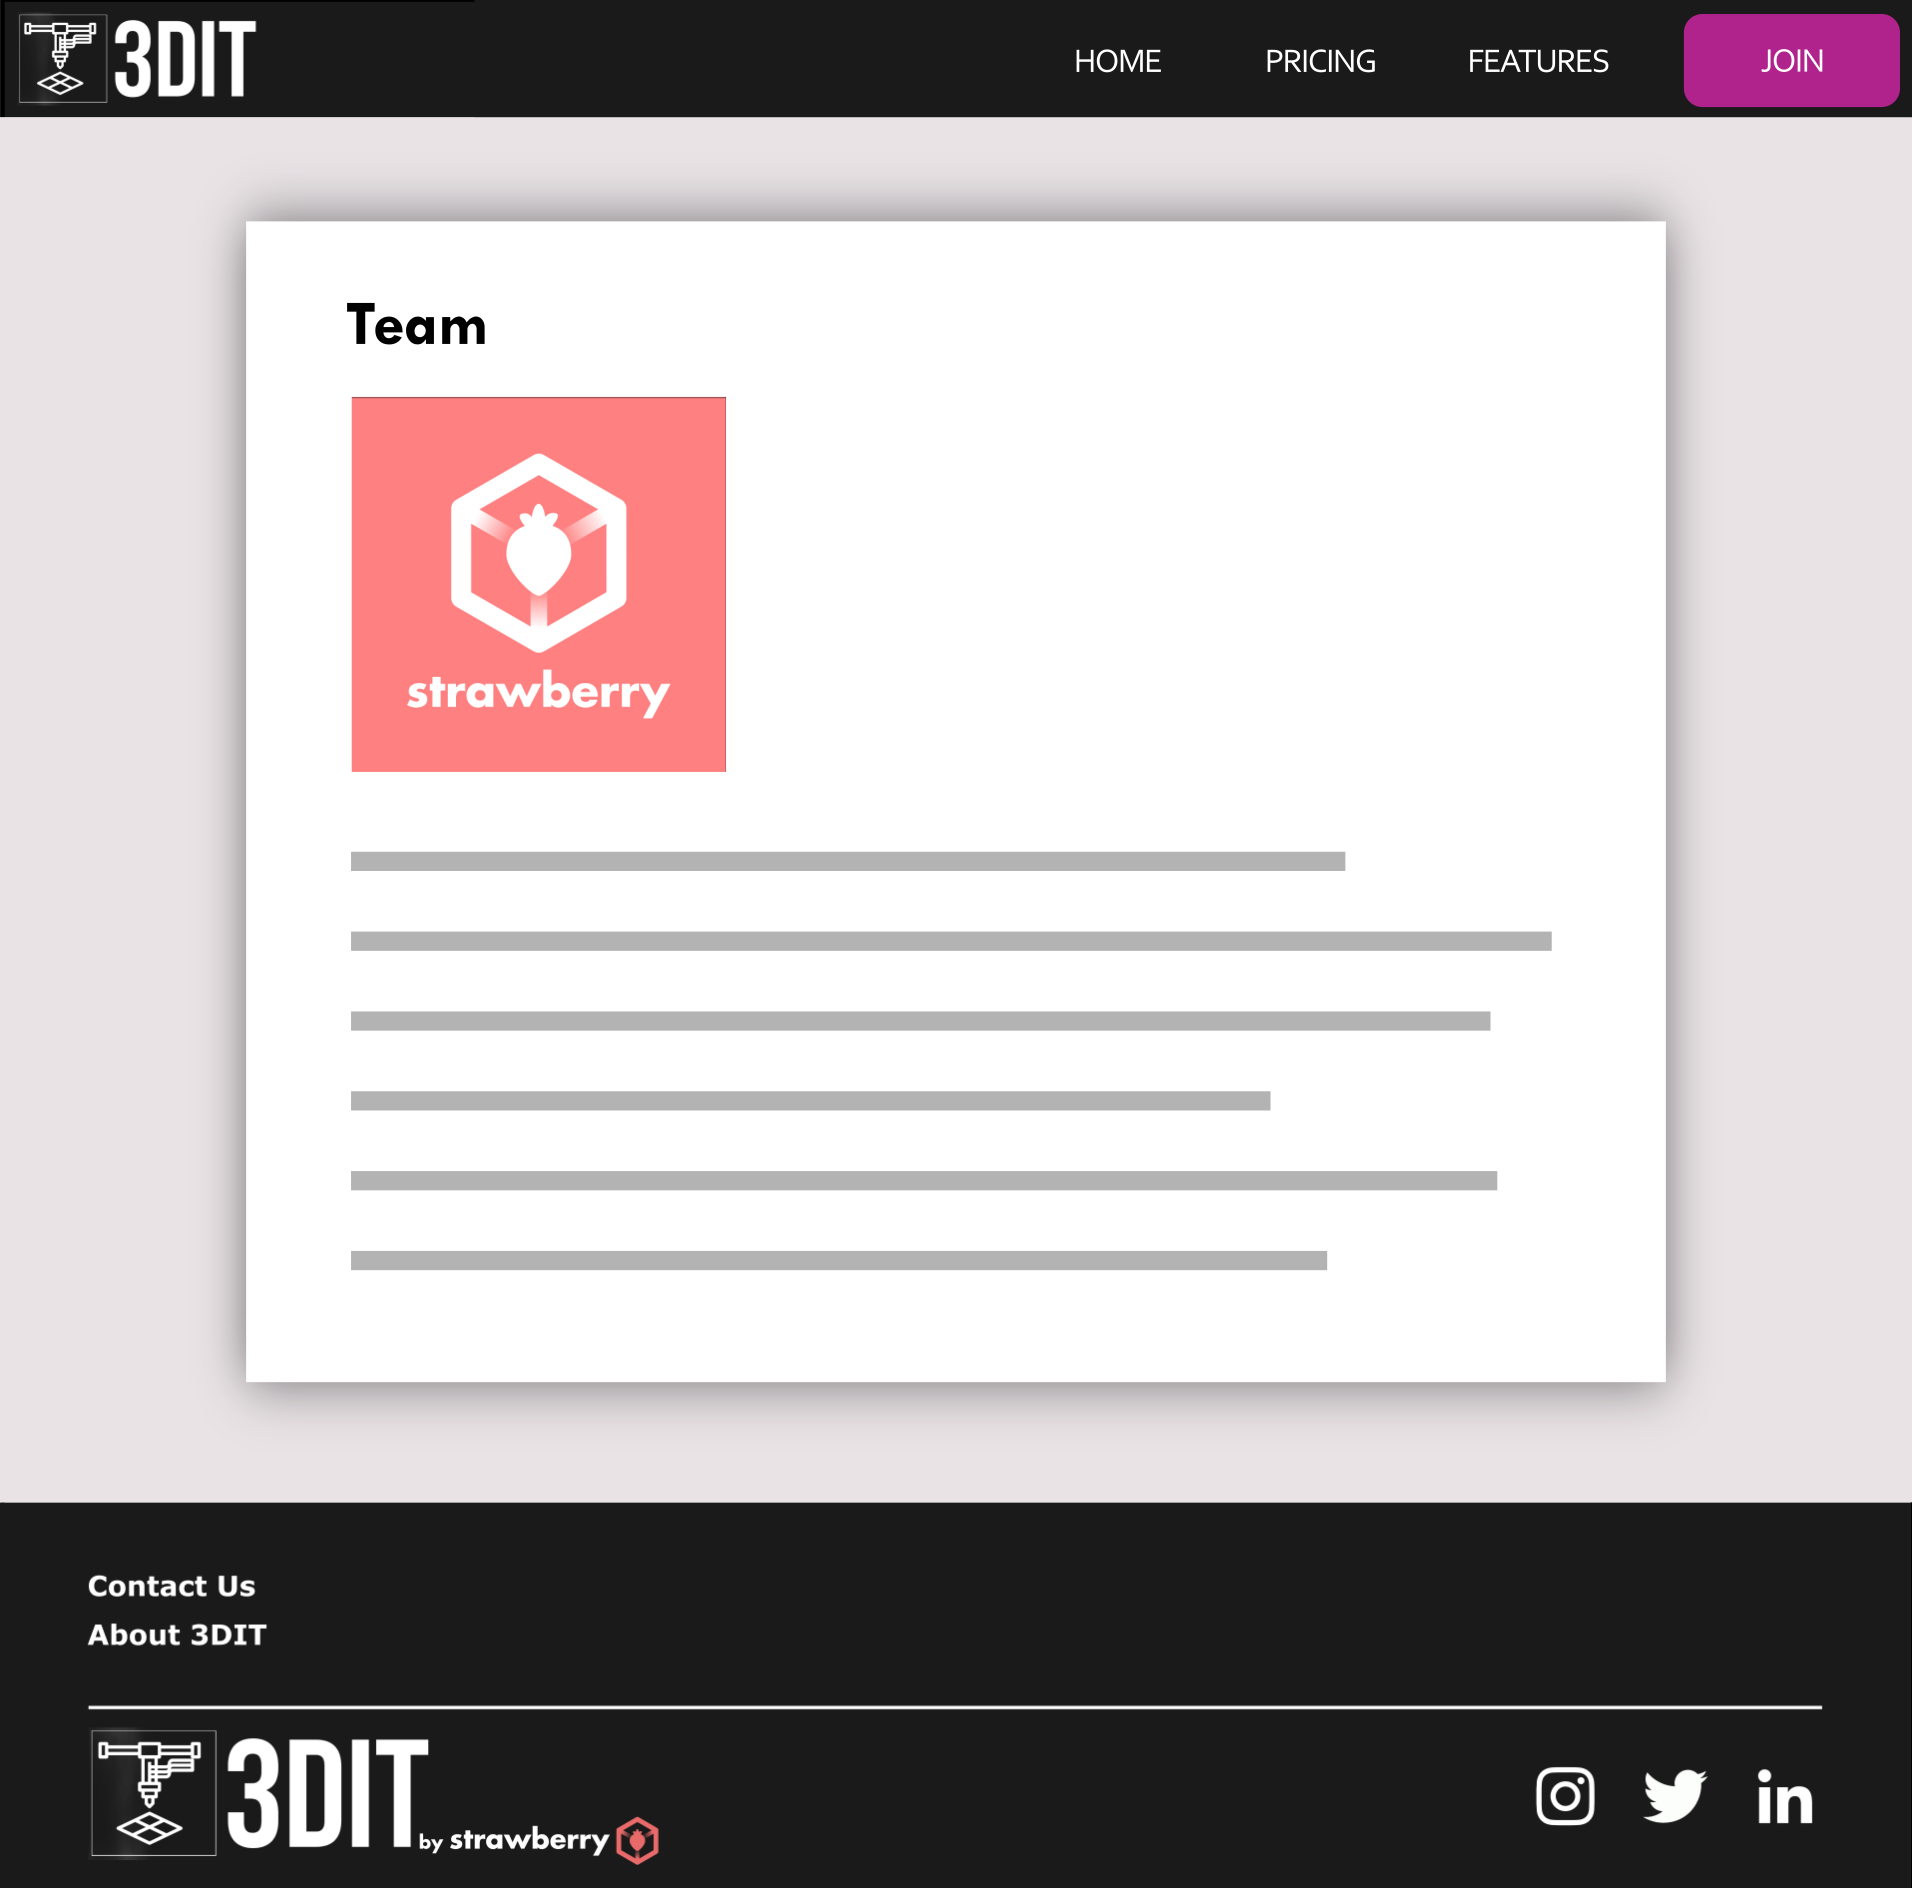 3DIT
HOME PRICING FEATURES JOIN
Team
strawberry
Contact Us
About 3DIT
3DIT by strawberry
in